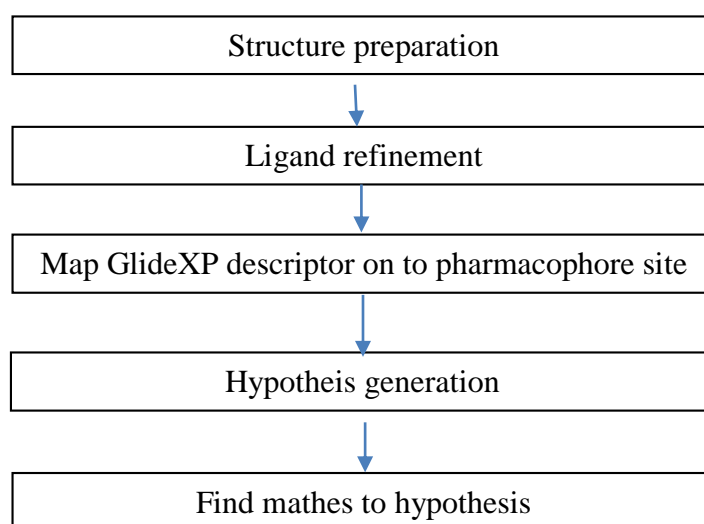 Structure preparation
Ligand refinement
Map GlideXP descriptor on to pharmacophore site
Hypotheis generation
Find mathes to hypothesis